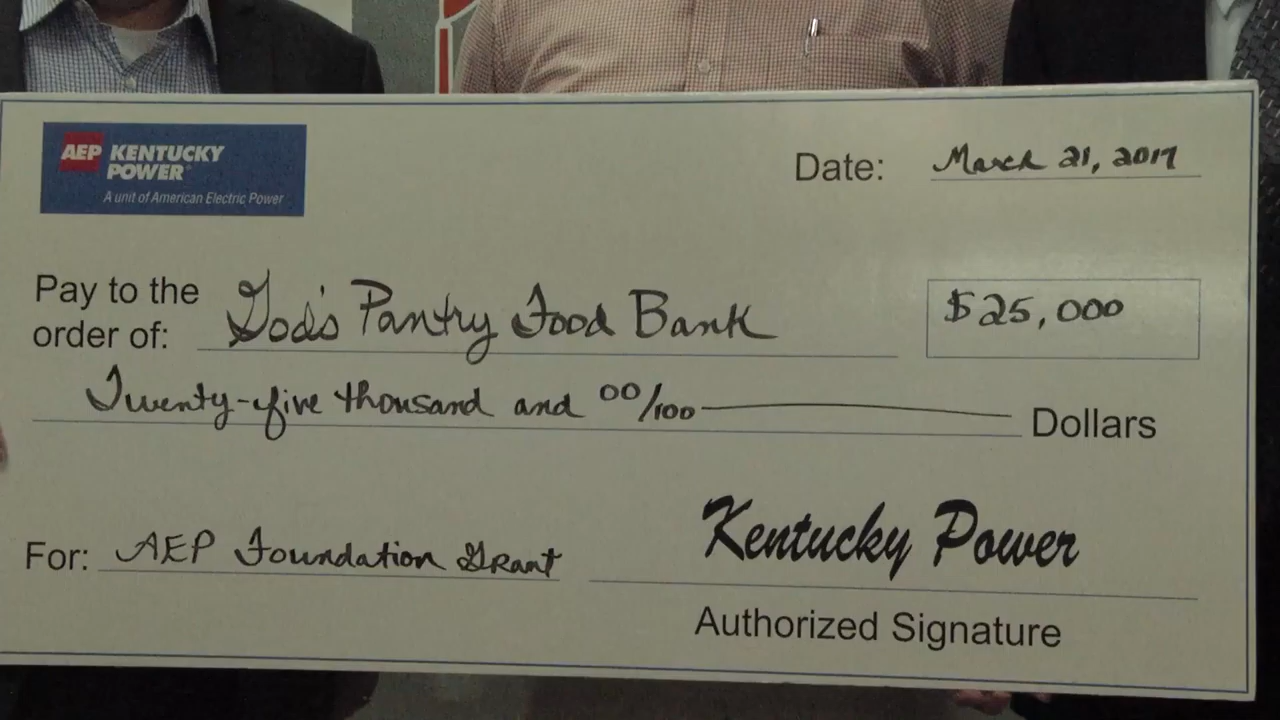 AEP KENTUCKY
POWER®
A unit of American Electric Power
Date: March 21, 2017
Pay to the
order of: God's Pantry Food Bank
$25,000
Twenty-five thousand and 00/100 Dollars
For: AEP Foundation Grant
Kentucky Power
Authorized Signature